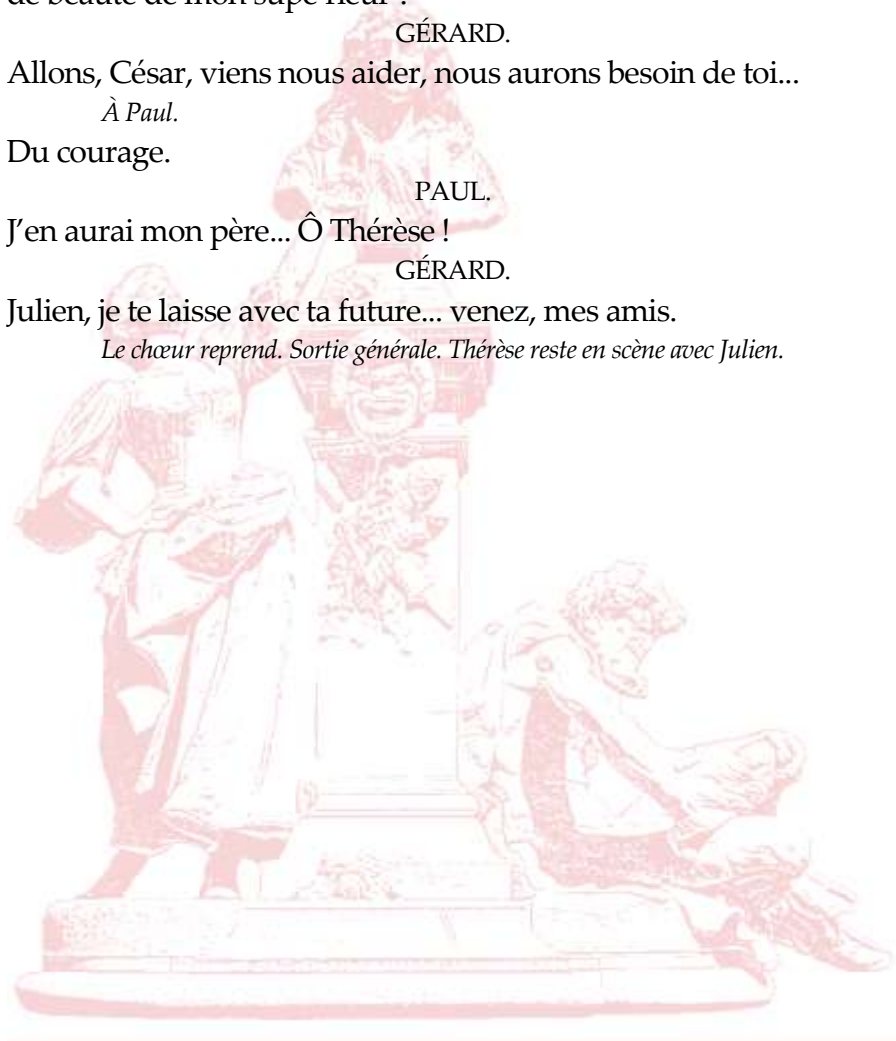 de beauté de mon supé rieur !
GÉRARD.
Allons, César, viens nous aider, nous aurons besoin de toi...
À Paul.
Du courage.
PAUL.
J’en aurai mon père... Ô Thérèse !
GÉRARD.
Julien, je te laisse avec ta future... venez, mes amis.
Le chœur reprend. Sortie générale. Thérèse reste en scène avec Julien.